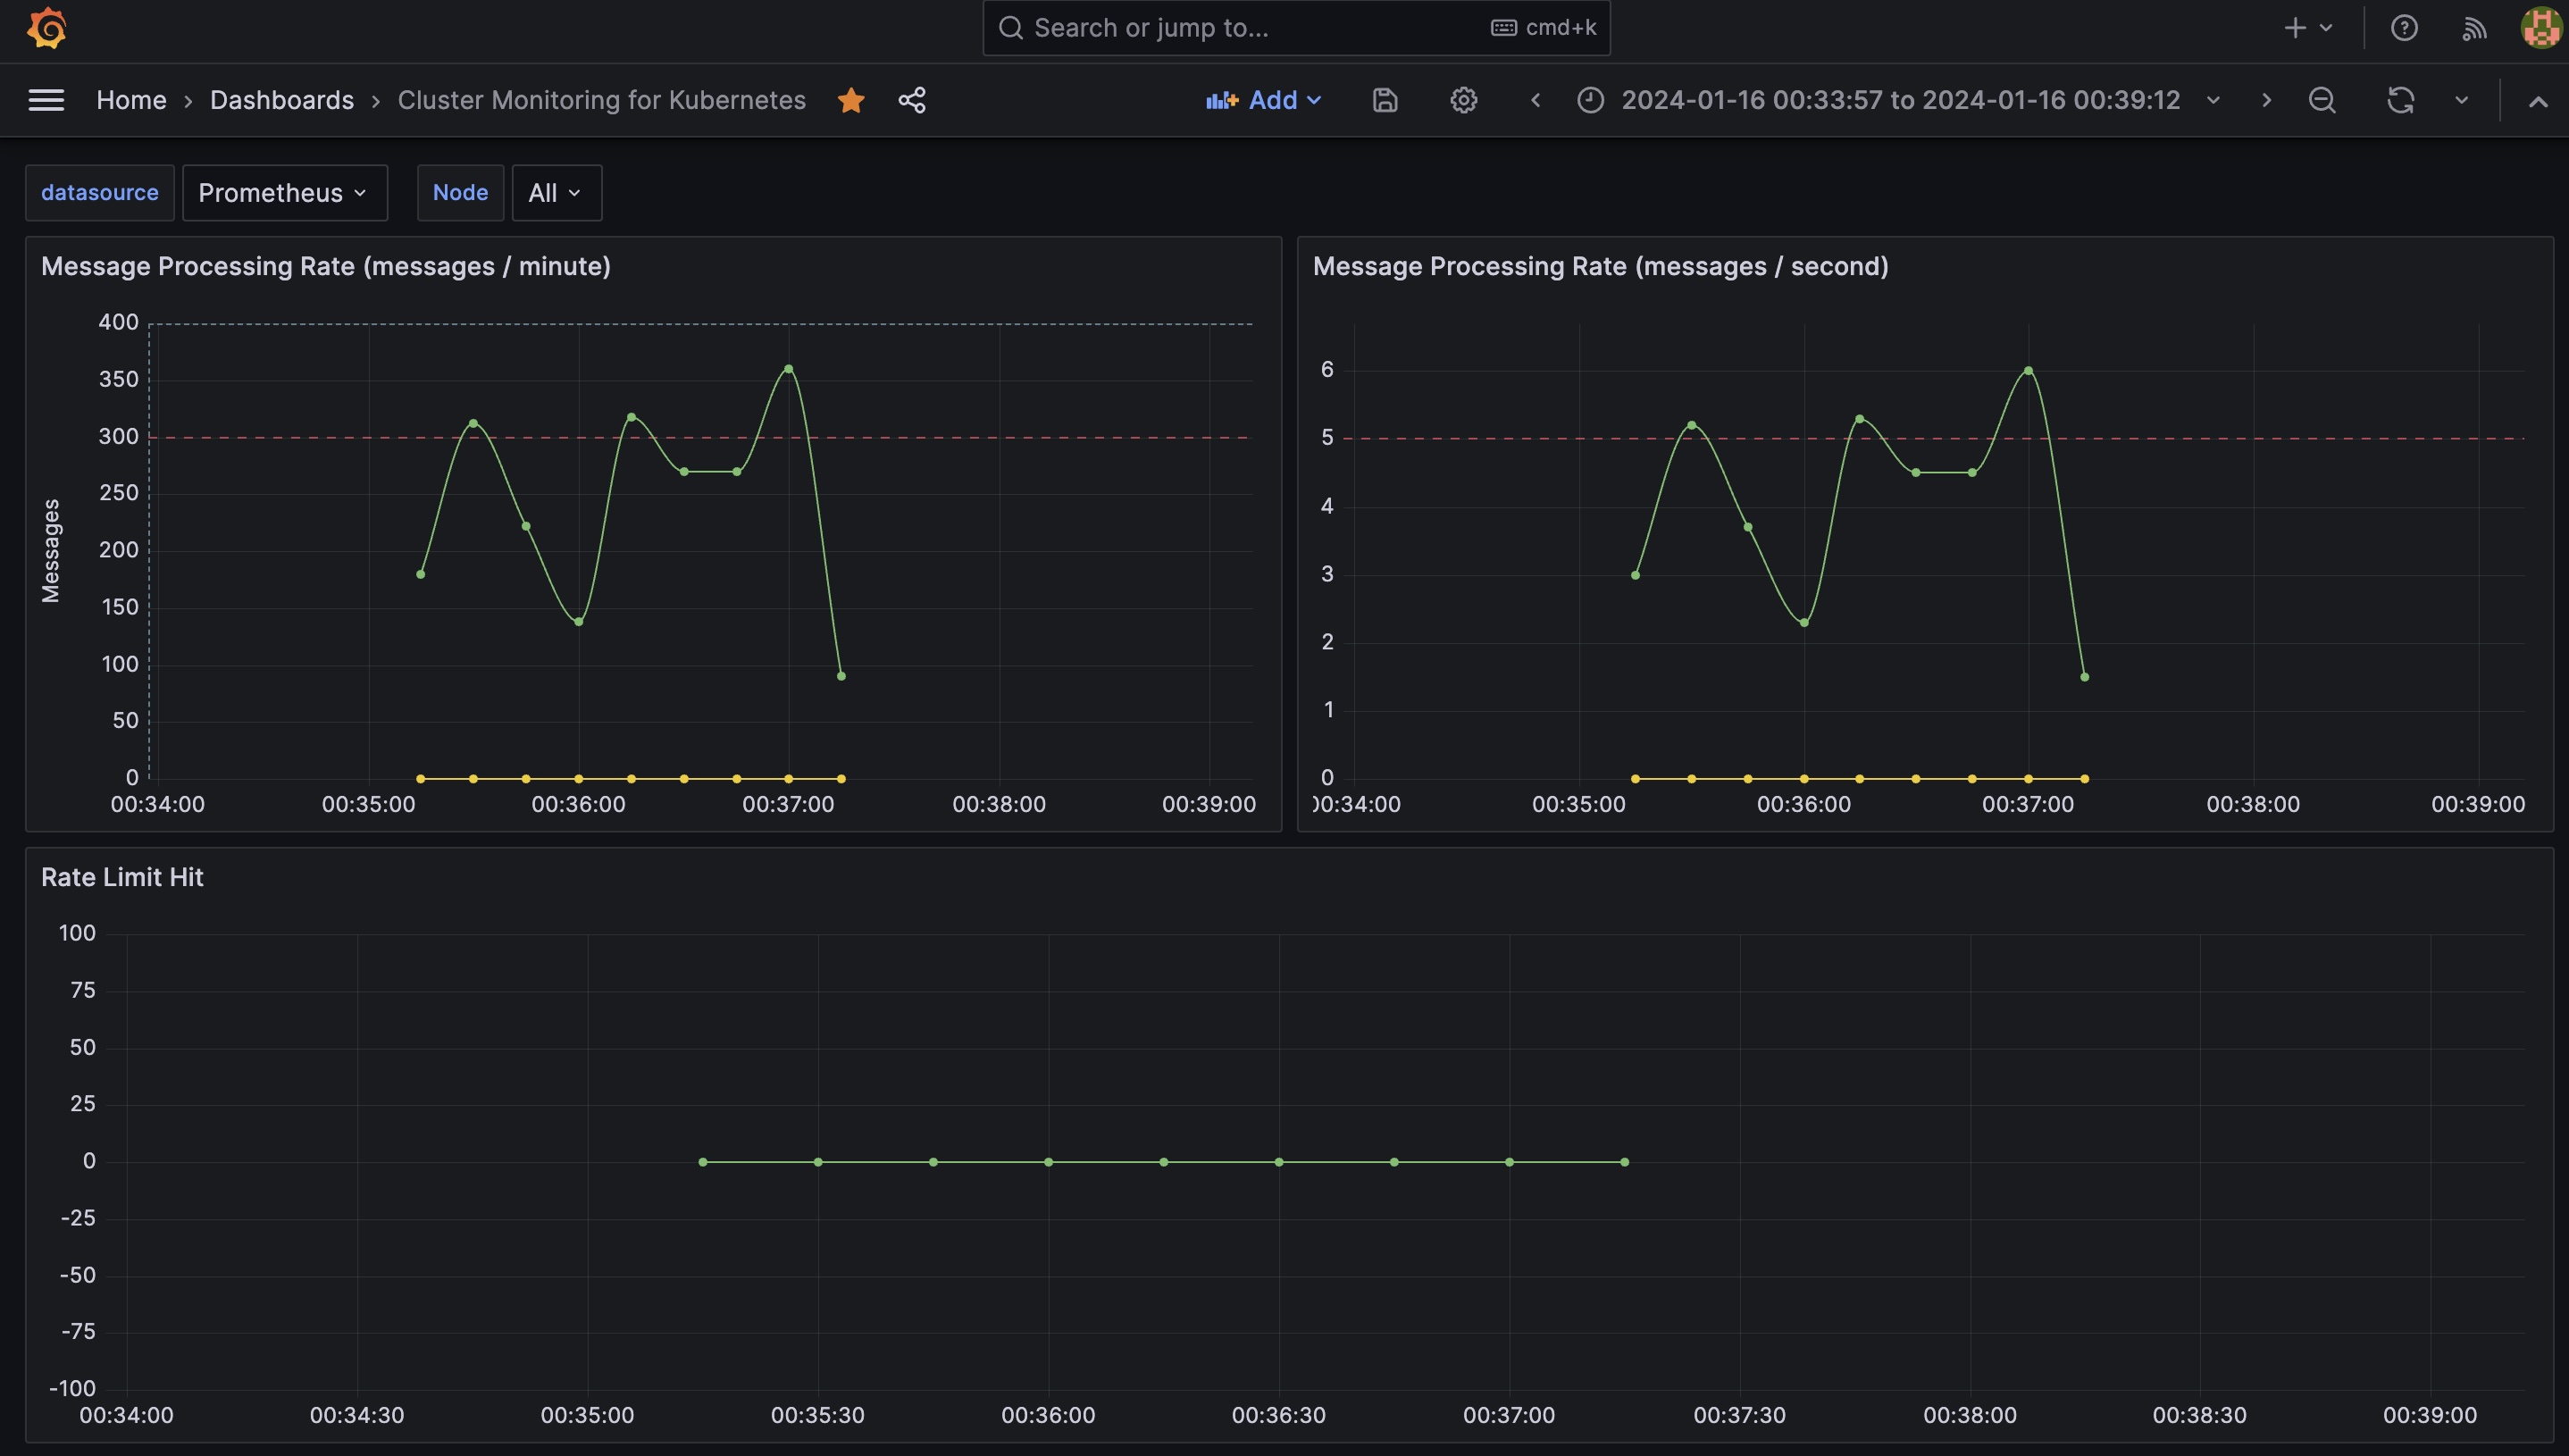 Search or jump to... cmd+k
Home › Dashboards › Cluster Monitoring for Kubernetes Add 2024-01-16 00:33:57 to 2024-01-16 00:39:12
datasource Prometheus Node All
Message Processing Rate (messages / minute)
400
350
300
250
200
150
100
50
0
Messages
00:34:00 00:35:00 00:36:00 00:37:00 00:38:00 00:39:00
Message Processing Rate (messages / second)
6
5
4
3
2
1
0
00:34:00 00:35:00 00:36:00 00:37:00 00:38:00 00:39:00
Rate Limit Hit
100
75
50
25
0
-25
-50
-75
-100
00:34:00 00:34:30 00:35:00 00:35:30 00:36:00 00:36:30 00:37:00 00:37:30 00:38:00 00:38:30 00:39:00